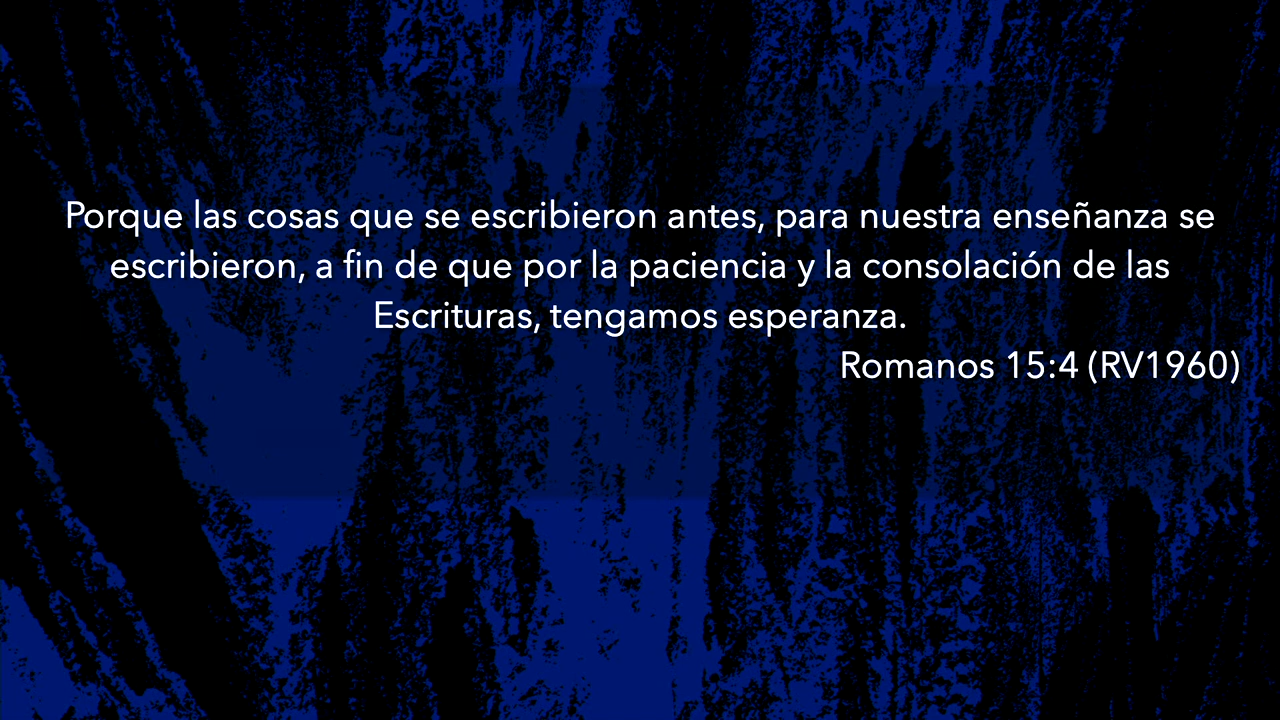 Porque las cosas que se escribieron antes, para nuestra enseñanza se
escribieron, a fin de que por la paciencia y la consolación de las
Escrituras, tengamos esperanza.
Romanos 15:4 (RV1960)